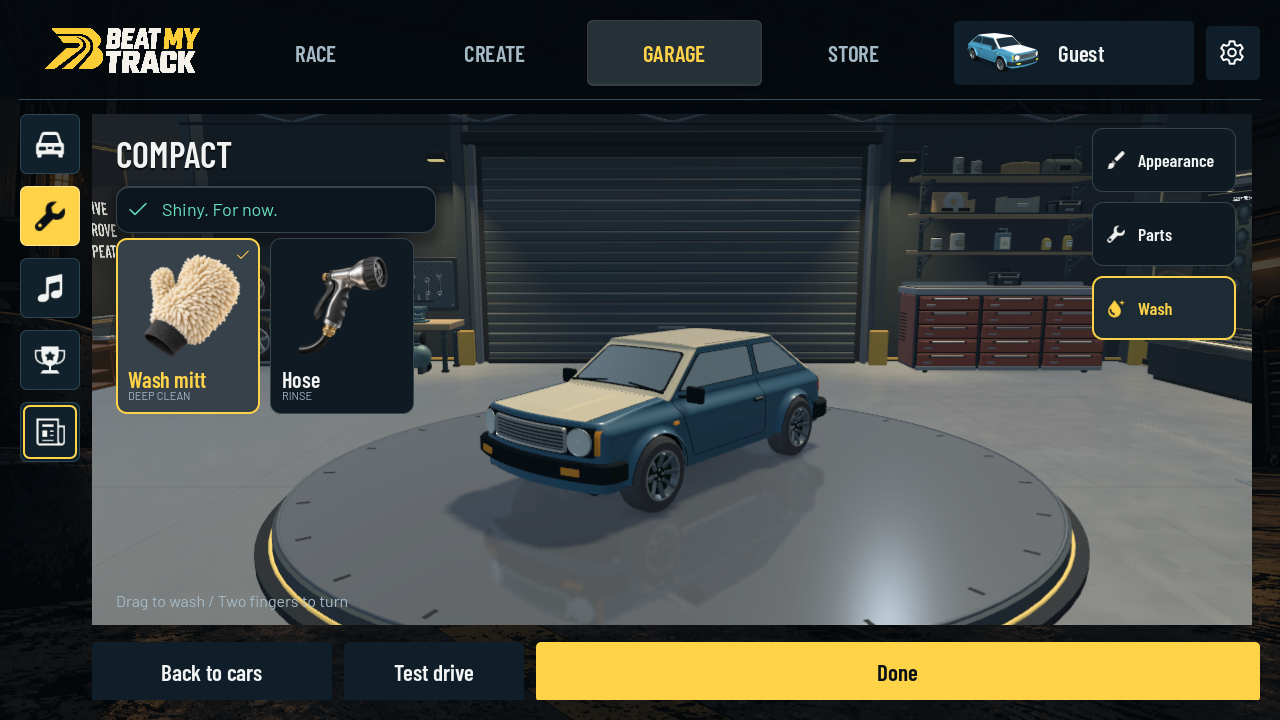 BEAT MY
TRACK
RACE
CREATE
GARAGE
STORE
Guest
COMPACT
Shiny. For now.
Wash mitt
DEEP CLEAN
Hose
RINSE
Appearance
Parts
Wash
Drag to wash / Two fingers to turn
Back to cars
Test drive
Done